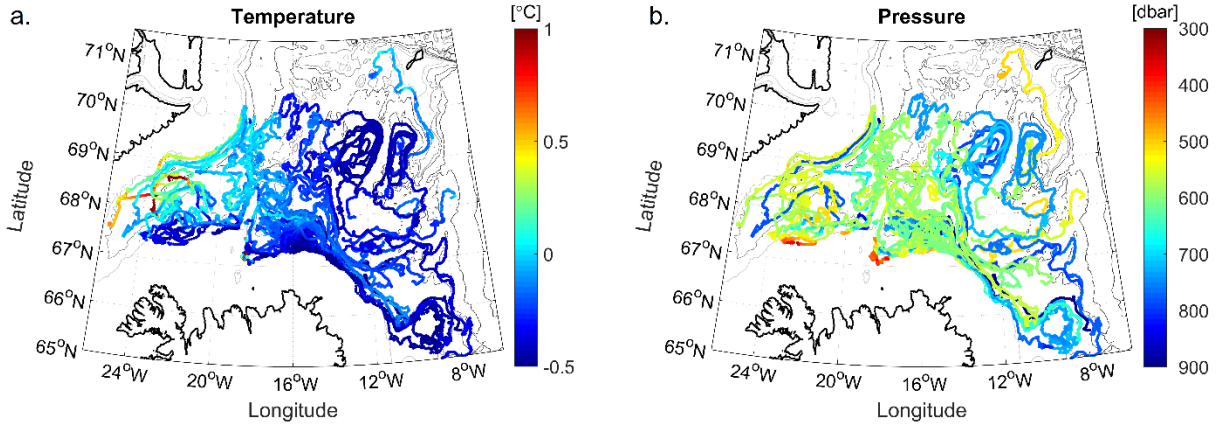 a.
Temperature
[°C]
71°N
70°N
69°N
68°N
67°N
66°N
65°N
Latitude
24°W 20°W 16°W 12°W 8°W
Longitude
1
0.5
0
-0.5
b.
Pressure
[dbar]
71°N
70°N
69°N
68°N
67°N
66°N
65°N
Latitude
24°W 20°W 16°W 12°W 8°W
Longitude
300
400
500
600
700
800
900